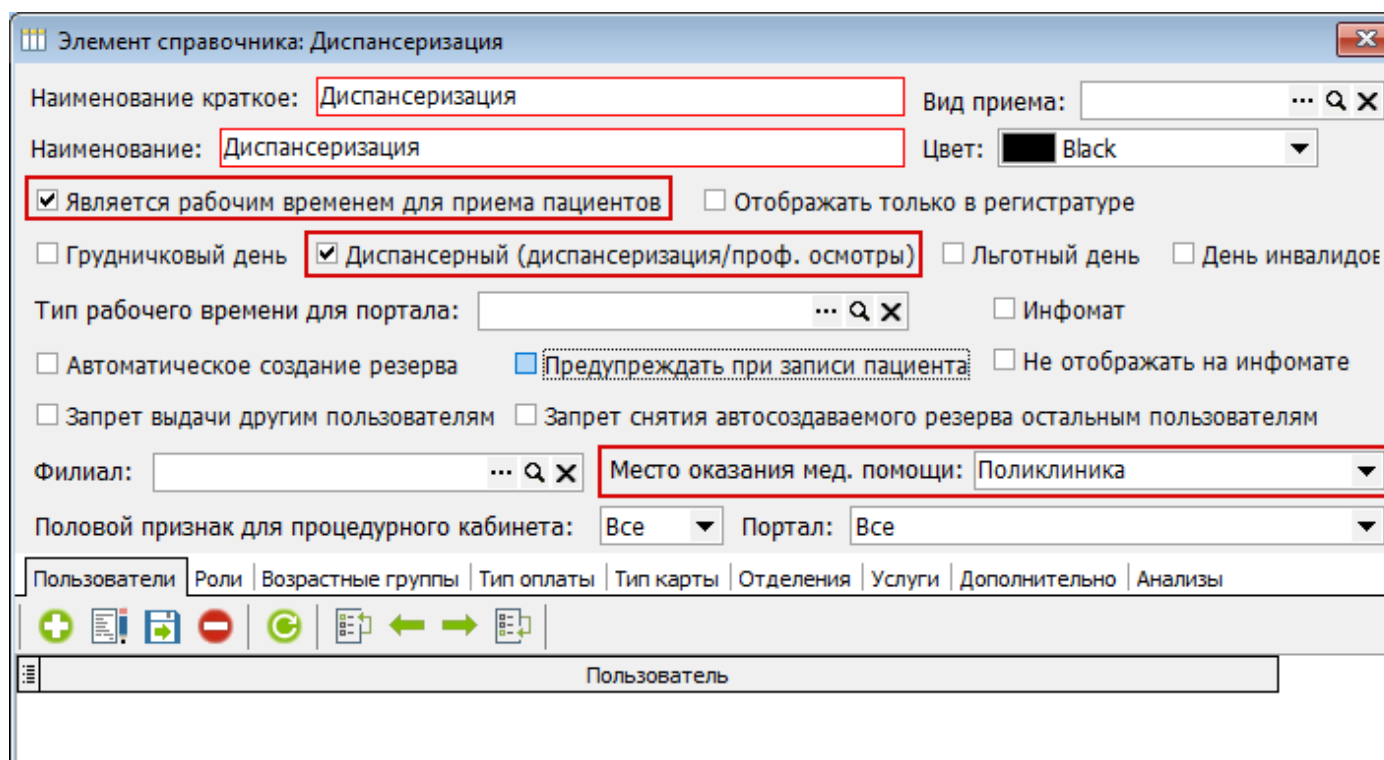 Элемент справочника: Диспансеризация
Наименование краткое: Диспансеризация Вид приема: ...
Наименование: Диспансеризация Цвет: Black
Является рабочим временем для приема пациентов Отображать только в регистратуре
Грудничковый день Диспансерный (диспансеризация/проф. осмотры) Льготный день День инвалидов
Тип рабочего времени для портала: ... Инфомат
Автоматическое создание резерва Предупреждать при записи пациента Не отображать на инфомате
Запрет выдачи другим пользователям Запрет снятия автосоздаваемого резерва остальным пользователям
Филиал: ... Место оказания мед. помощи: Поликлиника
Половой признак для процедурного кабинета: Все Портал: Все
Пользователи Роли Возрастные группы Тип оплаты Тип карты Отделения Услуги Дополнительно Анализы
Пользователь